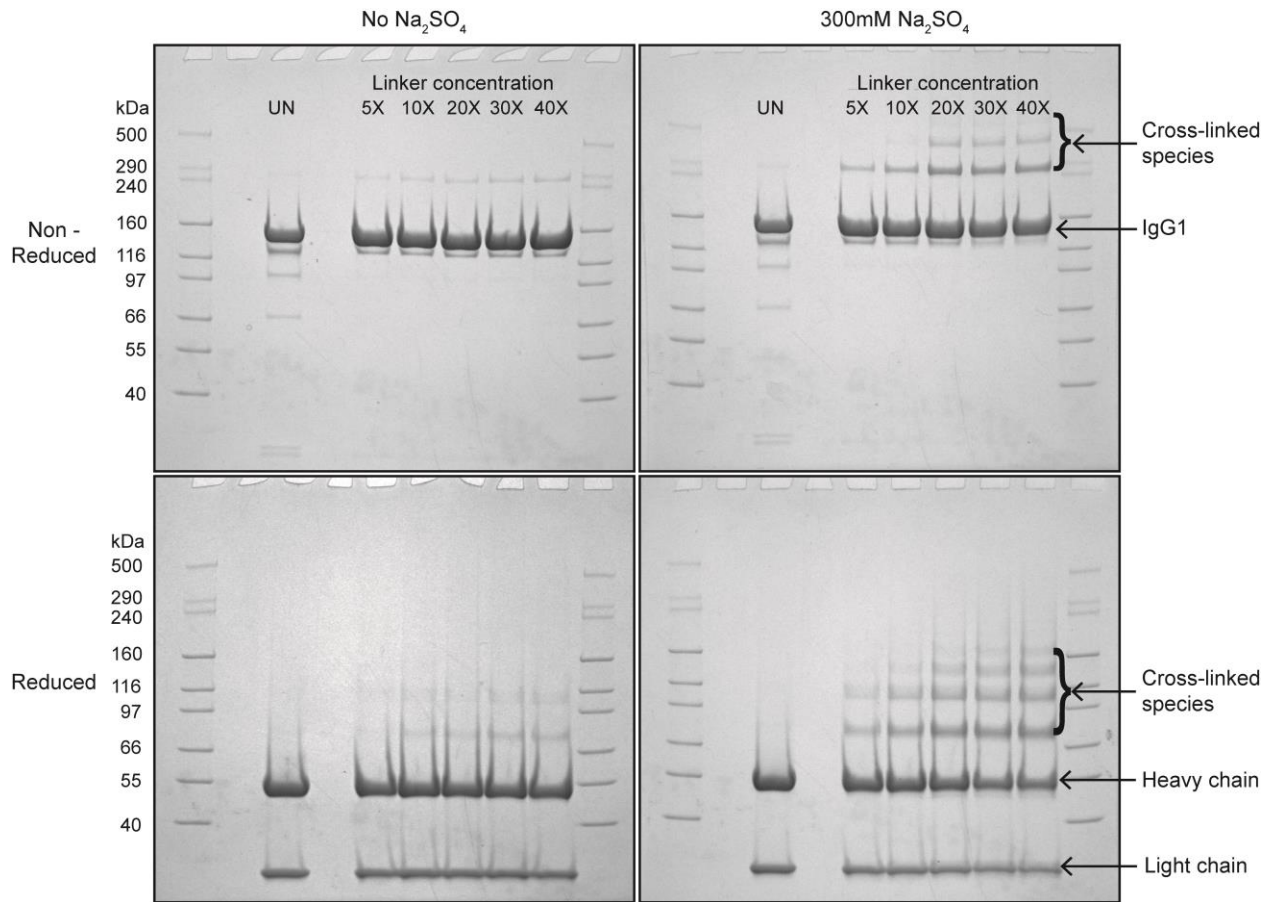 No Na₂SO₄
300mM Na₂SO₄
Linker concentration
kDa UN 5X 10X 20X 30X 40X
500
290
240
160
116
97
66
55
40
Non -
Reduced
Linker concentration
UN 5X 10X 20X 30X 40X
Cross-linked
species
IgG1
kDa
500
290
240
160
116
97
66
55
40
Reduced
Cross-linked
species
Heavy chain
Light chain